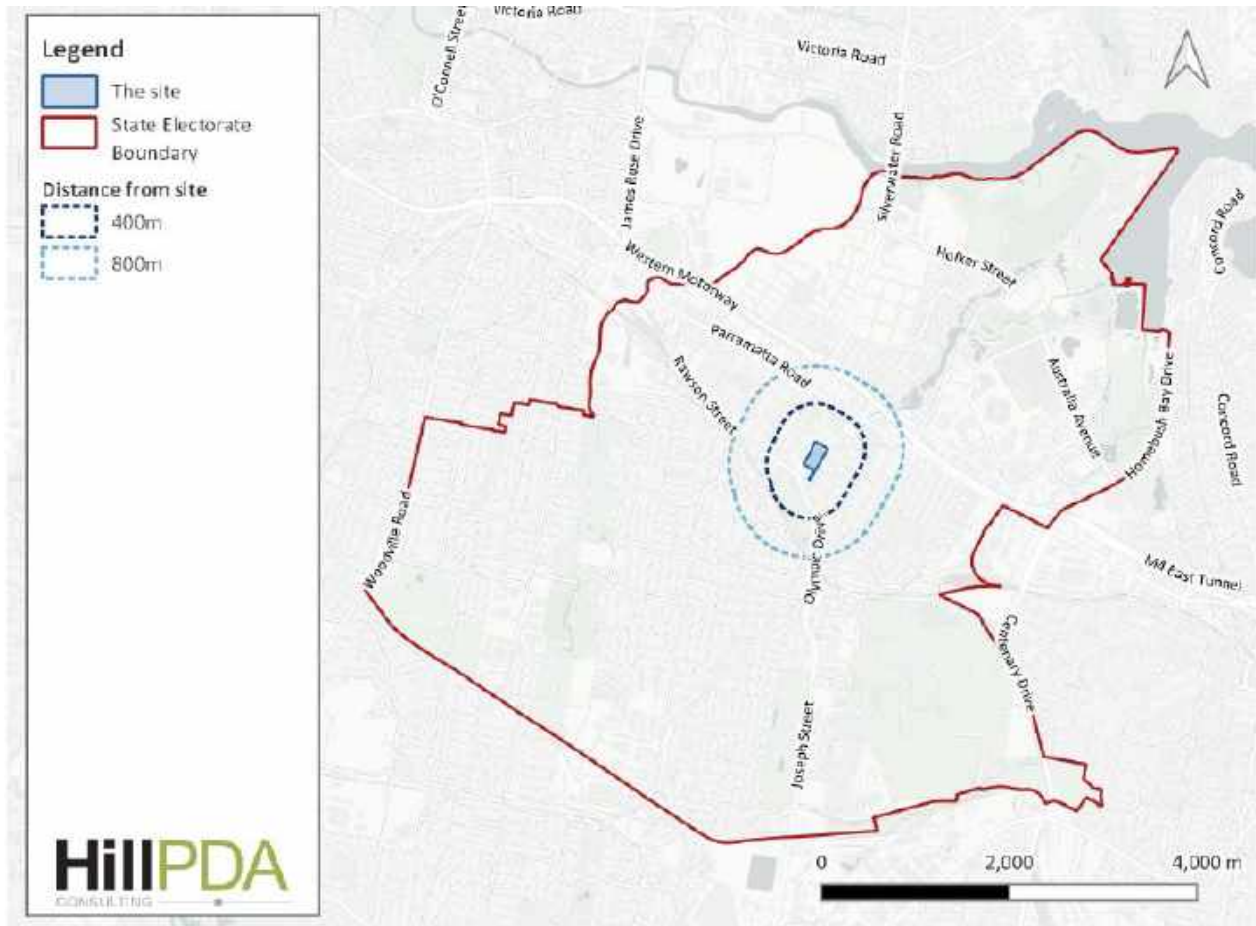 Legend
The site
State Electorate
Boundary
Distance from site
400m
800m
HillPDA
CONSULTING
Victoria Road
O'Connell Street
Victoria Road
James Ruse Drive
Silverwater Road
Concord Road
Western Motorway
Holker Street
Parramatta Road
Rawson Street
Australia Avenue
Homebush Bay Drive
Concord Road
Woodville Road
Olympic Drive
M4 East Tunnel
Centenary Drive
Joseph Street
0 2,000 4,000 m